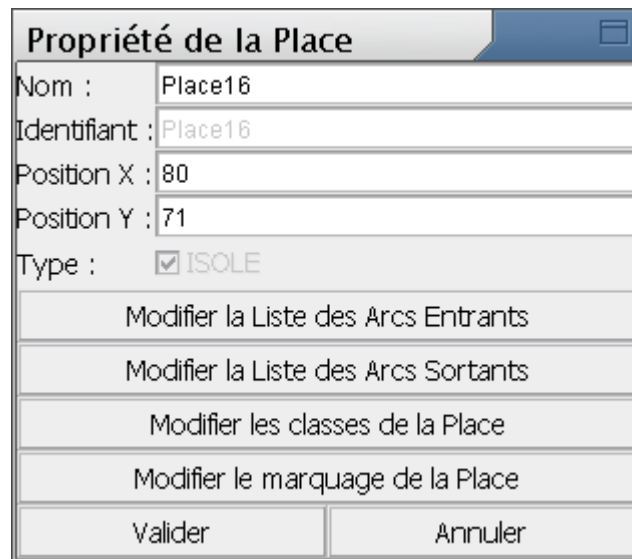 Propriété de la Place
Nom : Place16
Identifiant : Place16
Position X : 80
Position Y : 71
Type : ISOLE
Modifier la Liste des Arcs Entrants
Modifier la Liste des Arcs Sortants
Modifier les classes de la Place
Modifier le marquage de la Place
Valider Annuler